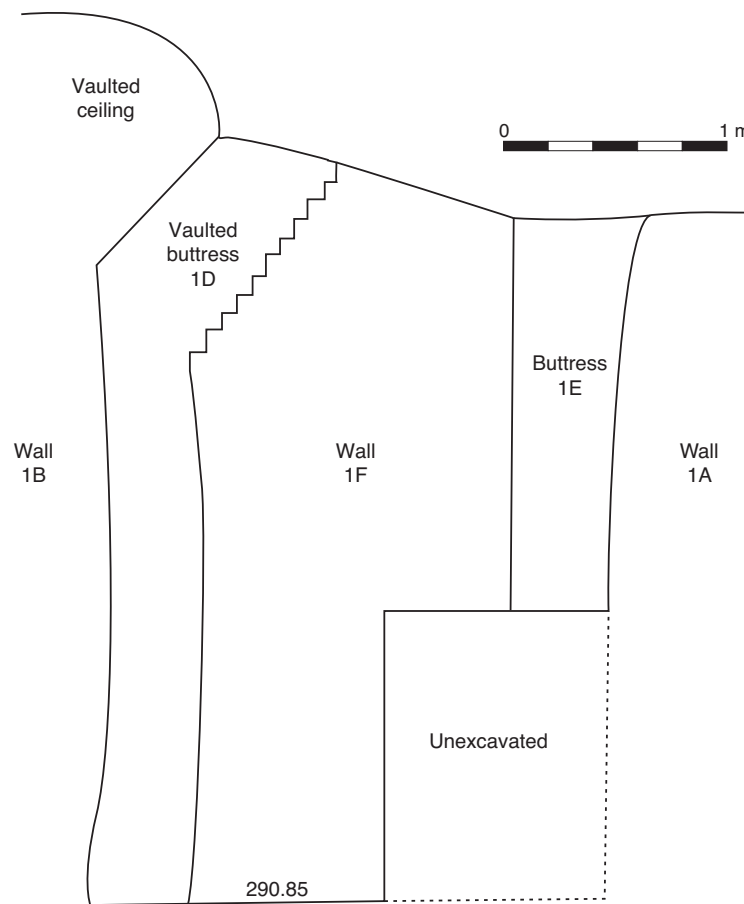 Vaulted
ceiling
0 1 m
Vaulted
buttress
1D
Buttress
1E
Wall
1B
Wall
1F
Wall
1A
Unexcavated
290.85